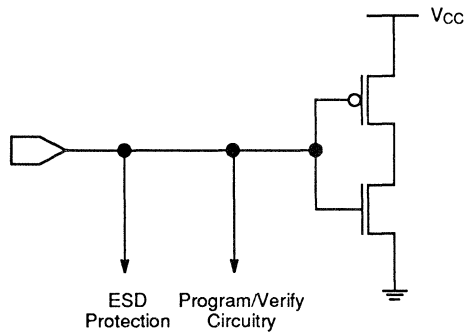 VCC
ESD
Protection
Program/Verify
Circuitry